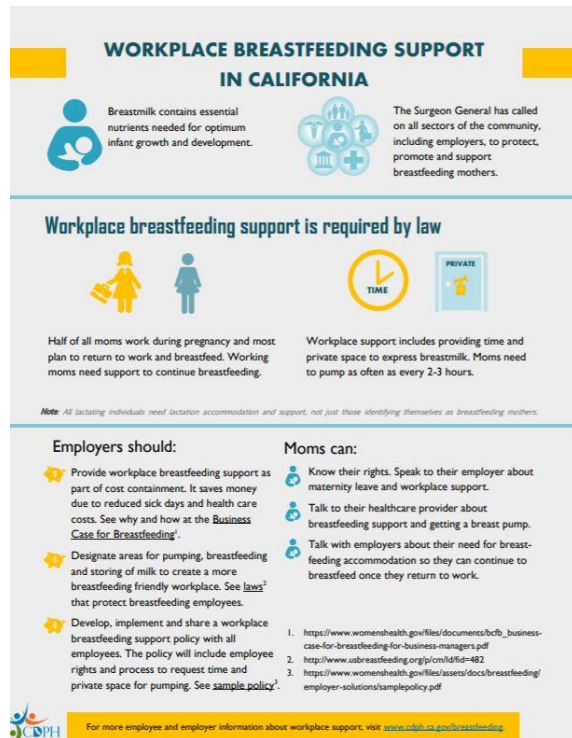 WORKPLACE BREASTFEEDING SUPPORT
IN CALIFORNIA
Breastmilk contains essential
nutrients needed for optimum
infant growth and development.
The Surgeon General has called
on all sectors of the community,
including employers, to protect,
promote and support
breastfeeding mothers.
Workplace breastfeeding support is required by law
TIME
PRIVATE
Half of all moms work during pregnancy and most
plan to return to work and breastfeed. Working
moms need support to continue breastfeeding.
Workplace support includes providing time and
private space to express breastmilk. Moms need
to pump as often as every 2-3 hours.
Note: All lactating individuals need lactation accommodation and support, not just those identifying themselves as breastfeeding mothers.
Employers should:
Provide workplace breastfeeding support as
part of cost containment. It saves money
due to reduced sick days and health care
costs. See why and how at the Business
Case for Breastfeeding¹.
Designate areas for pumping, breastfeeding
and storing of milk to create a more
breastfeeding friendly workplace. See laws²
that protect breastfeeding employees.
Develop, implement and share a workplace
breastfeeding support policy with all
employees. The policy will include employee
rights and process to request time and
private space for pumping. See sample policy³.
Moms can:
Know their rights. Speak to their employer about
maternity leave and workplace support.
Talk to their healthcare provider about
breastfeeding support and getting a breast pump.
Talk with employers about their need for breast-
feeding accommodation so they can continue to
breastfeed once they return to work.
1. https://www.womenshealth.gov/files/documents/bcfb_business-
case-for-breastfeeding-for-business-managers.pdf
2. http://www.usbreastfeeding.org/p/cm/ld/fid=482
3. https://www.womenshealth.gov/files/assets/docs/breastfeeding/
employer-solutions/samplepolicy.pdf
CDPH
For more employee and employer information about workplace support, visit www.cdph.ca.gov/breastfeeding.